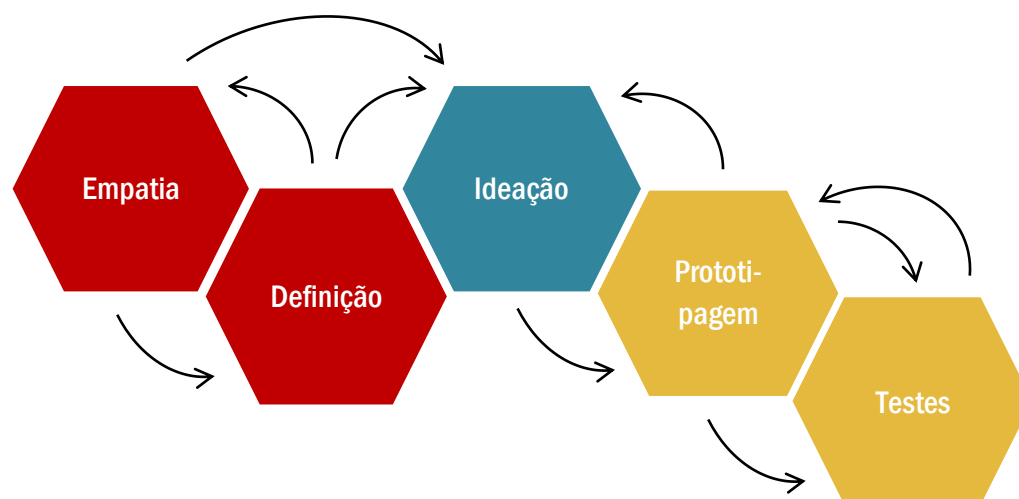 Empatia
Definição
Ideação
Prototi-
pagem
Testes